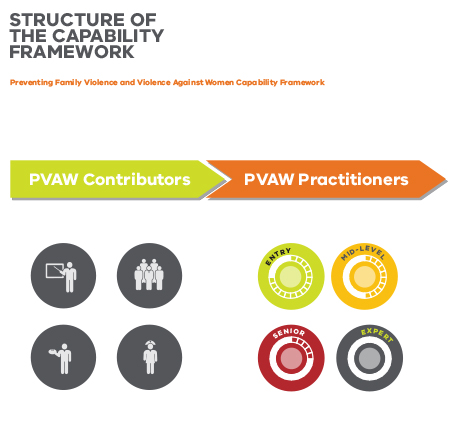 STRUCTURE OF
THE CAPABILITY
FRAMEWORK
Preventing Family Violence and Violence Against Women Capability Framework
PVAW Contributors
PVAW Practitioners
ENTRY
MID-LEVEL
SENIOR
EXPERT